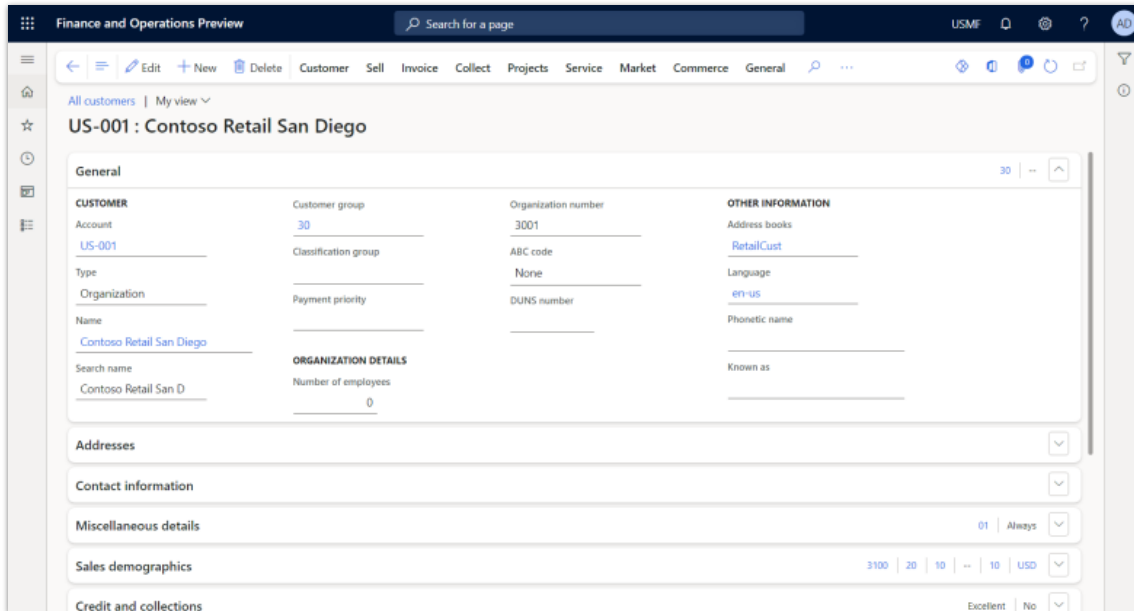 Finance and Operations Preview
Search for a page
USMF
?
AD
Edit
New
Delete
Customer
Sell
Invoice
Collect
Projects
Service
Market
Commerce
General
...
0
All customers | My view
US-001 : Contoso Retail San Diego
General
30 | --
CUSTOMER
Account
US-001
Type
Organization
Name
Contoso Retail San Diego
Search name
Contoso Retail San D
Customer group
30
Classification group
Payment priority
ORGANIZATION DETAILS
Number of employees
0
Organization number
3001
ABC code
None
DUNS number
OTHER INFORMATION
Address books
RetailCust
Language
en-us
Phonetic name
Known as
Addresses
Contact information
Miscellaneous details
01 | Always
Sales demographics
3100 | 20 | 10 | -- | 10 | USD
Credit and collections
Excellent | No